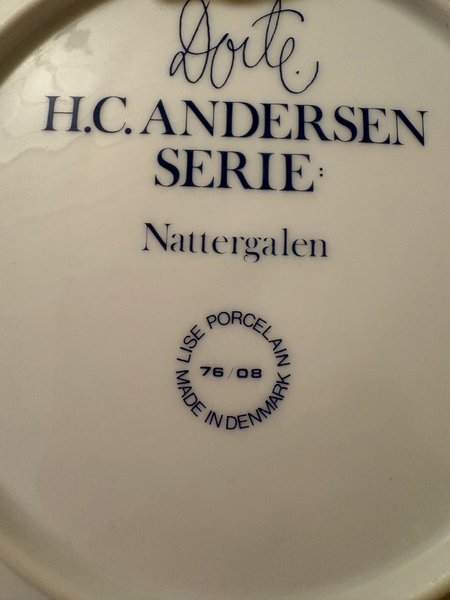 Dorte.
H.C. ANDERSEN
SERIE:
Nattergalen
LISE PORCELAIN
76/08
MADE IN DENMARK